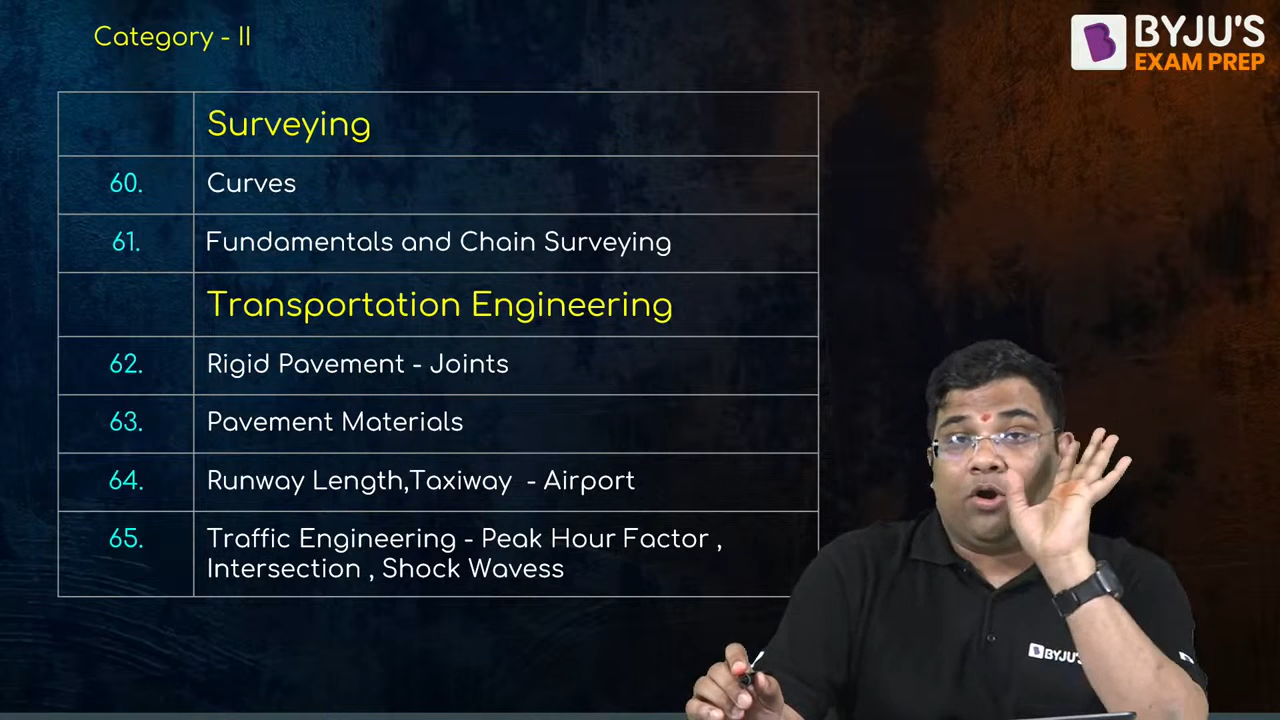 Category - II
BYJU'S
EXAM PREP
Surveying
60. Curves
61. Fundamentals and Chain Surveying
Transportation Engineering
62. Rigid Pavement - Joints
63. Pavement Materials
64. Runway Length,Taxiway - Airport
65. Traffic Engineering - Peak Hour Factor ,
Intersection , Shock Wavess
BYJU'S